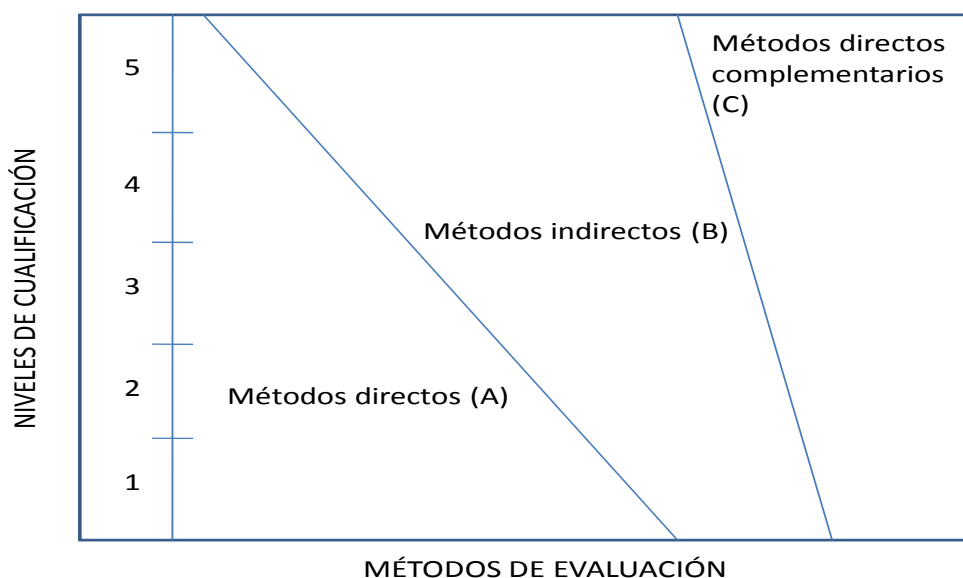 Métodos directos
complementarios
(C)
5
4
Métodos indirectos (B)
3
2
Métodos directos (A)
1
NIVELES DE CUALIFICACIÓN
MÉTODOS DE EVALUACIÓN